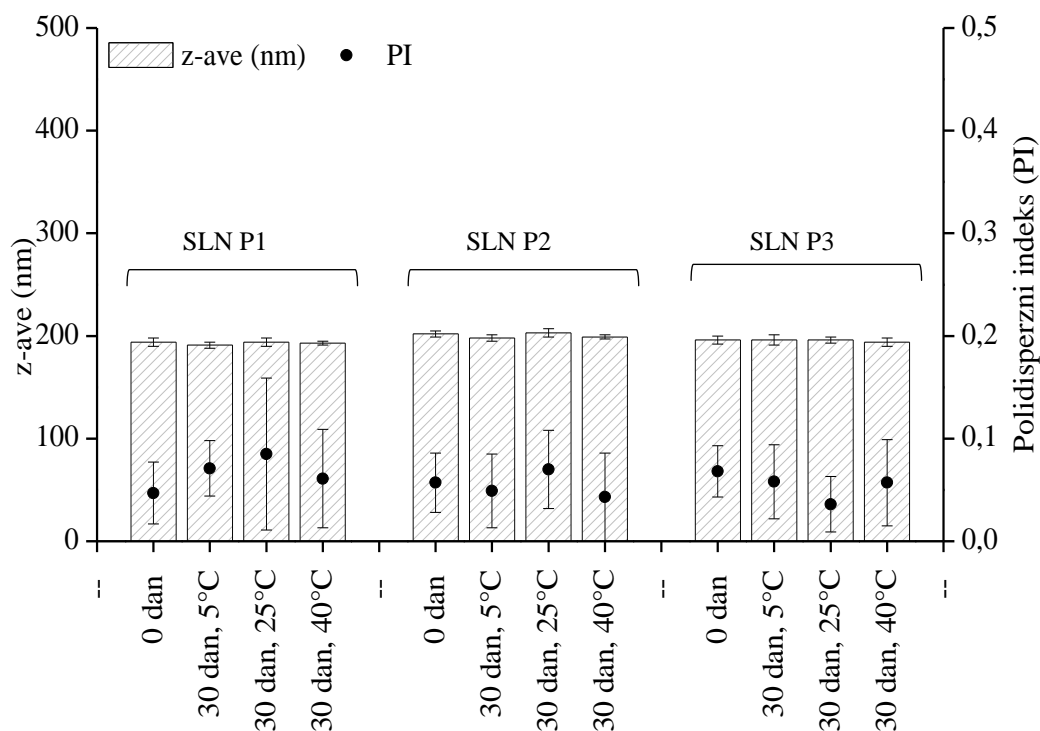 500
400
300
200
100
0
z-ave (nm)
z-ave (nm)
PI
SLN P1
SLN P2
SLN P3
0,5
0,4
0,3
0,2
0,1
0,0
Polidisperzni indeks (PI)
--
0 dan
30 dan, 5°C
30 dan, 25°C
30 dan, 40°C
--
0 dan
30 dan, 5°C
30 dan, 25°C
30 dan, 40°C
--
0 dan
30 dan, 5°C
30 dan, 25°C
30 dan, 40°C
--